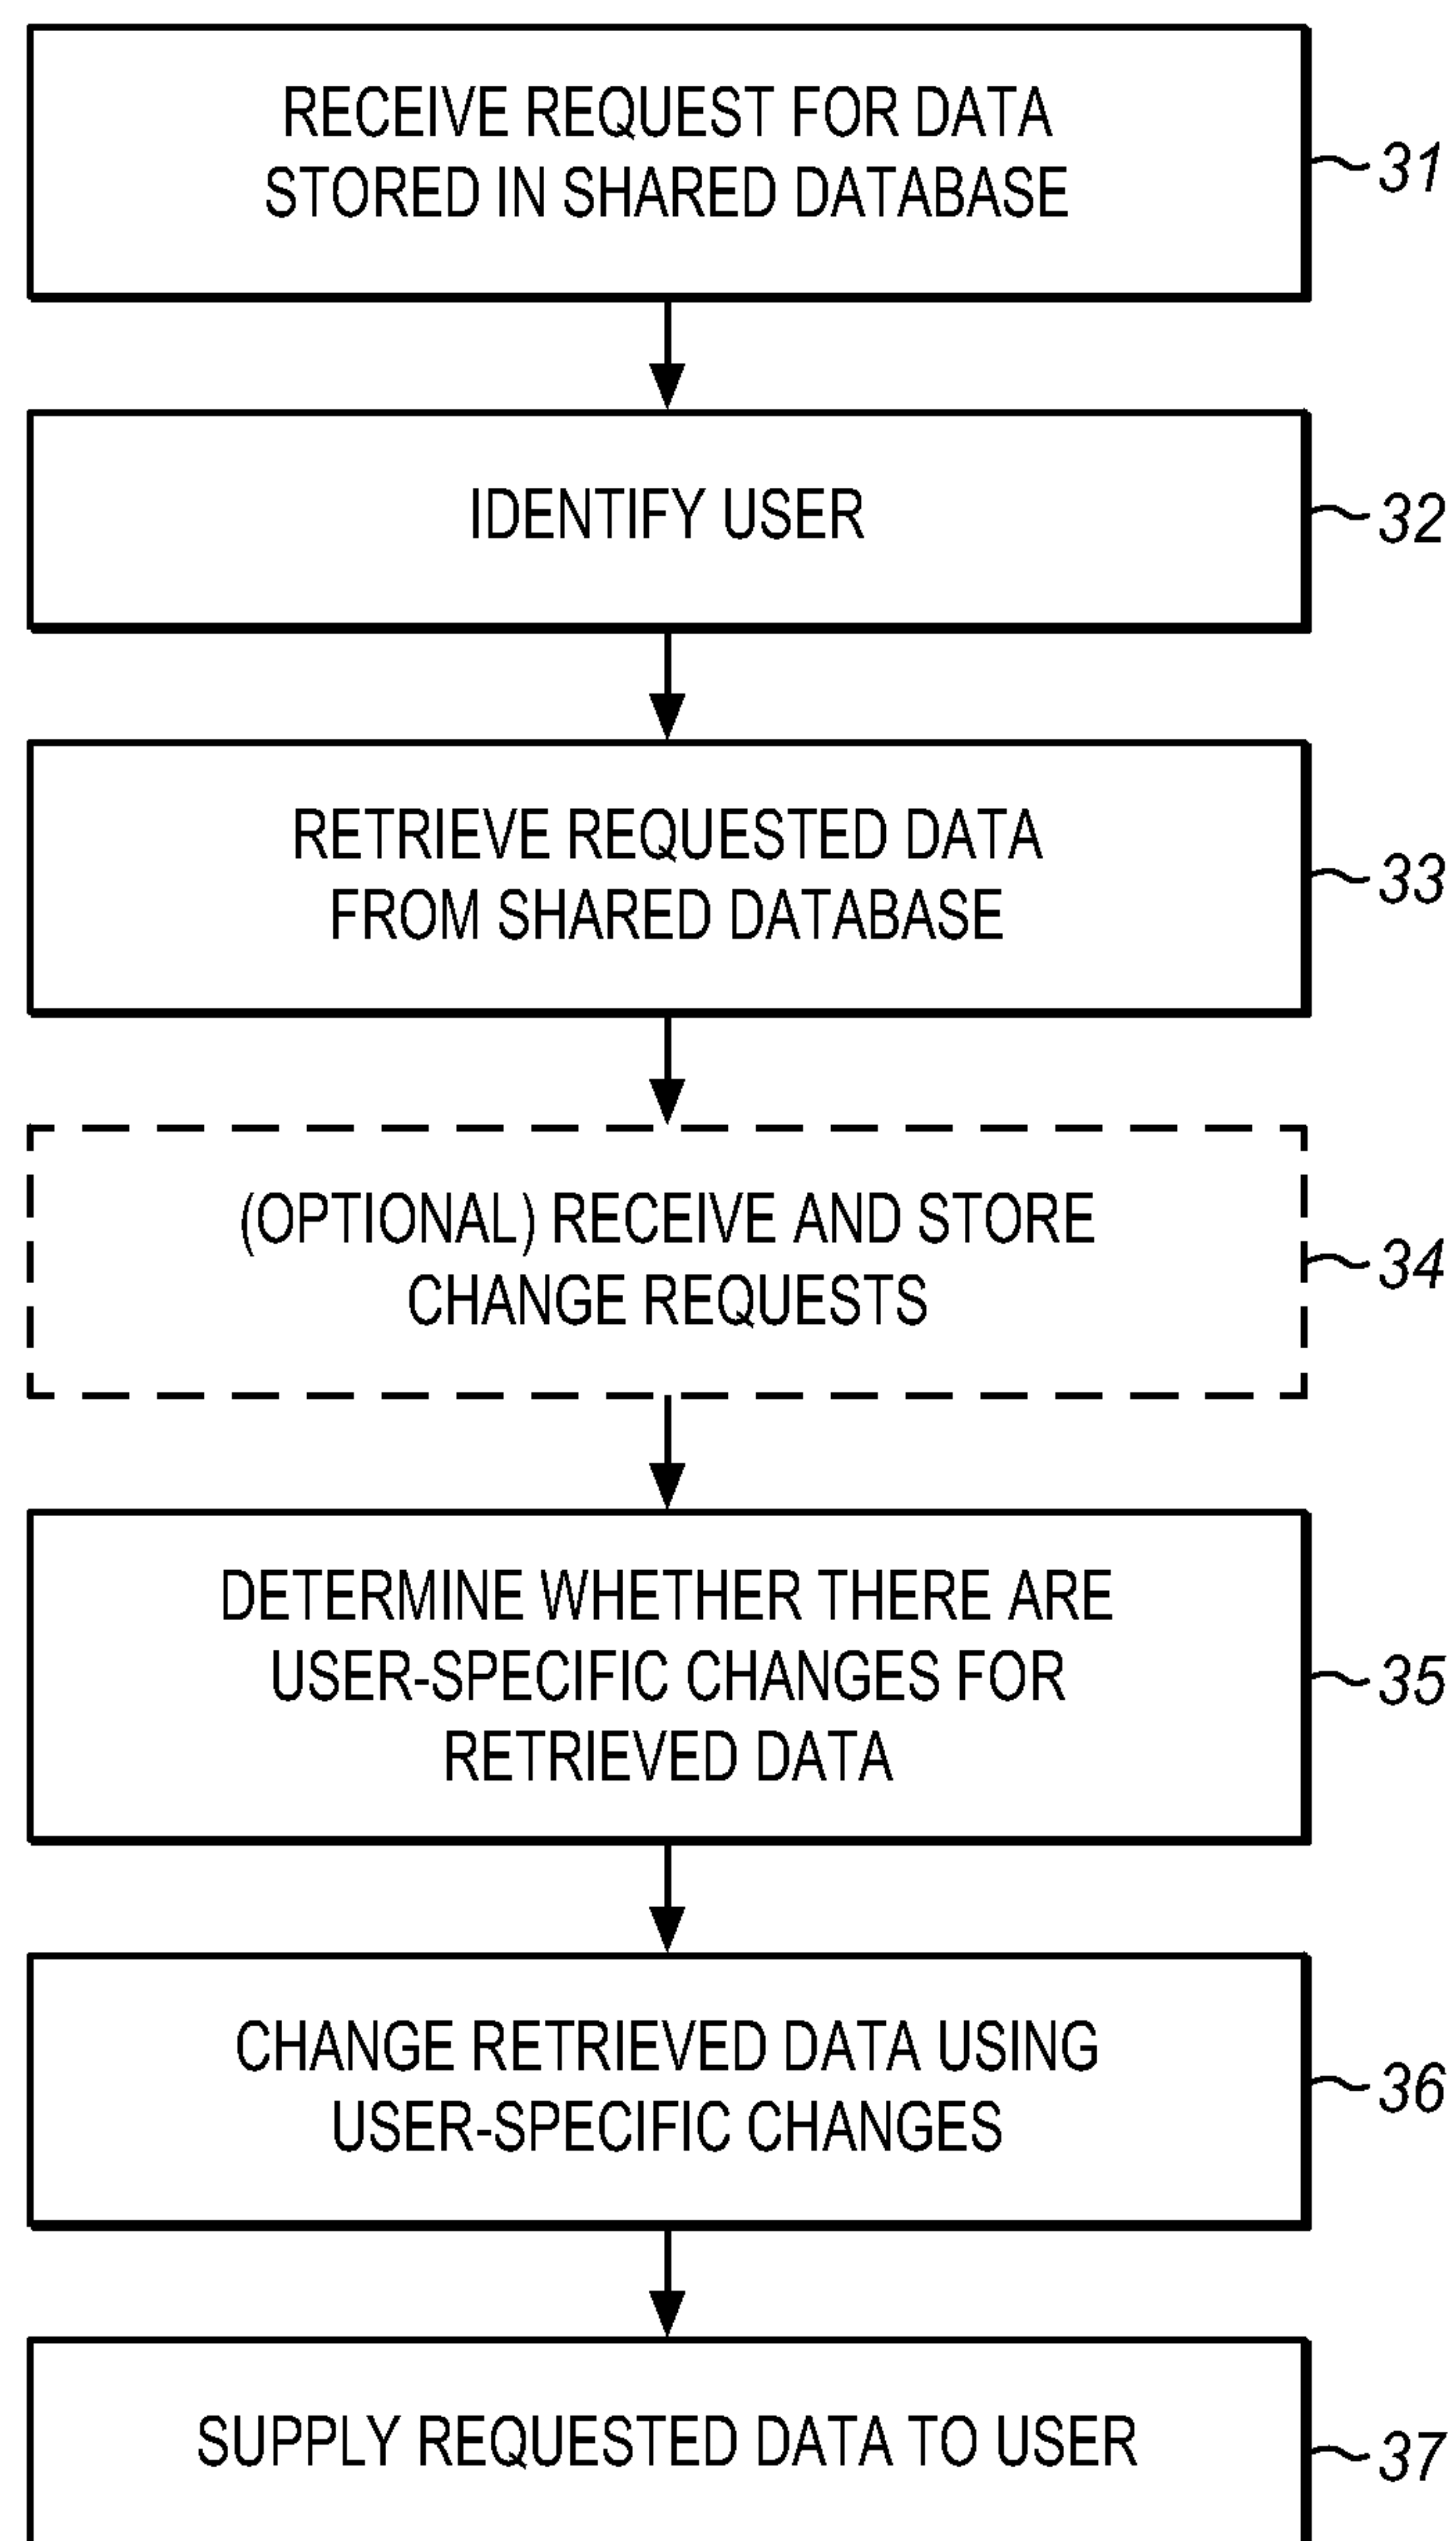 RECEIVE REQUEST FOR DATA
STORED IN SHARED DATABASE
31
IDENTIFY USER
32
RETRIEVE REQUESTED DATA
FROM SHARED DATABASE
33
(OPTIONAL) RECEIVE AND STORE
CHANGE REQUESTS
34
DETERMINE WHETHER THERE ARE
USER-SPECIFIC CHANGES FOR
RETRIEVED DATA
35
CHANGE RETRIEVED DATA USING
USER-SPECIFIC CHANGES
36
SUPPLY REQUESTED DATA TO USER
37